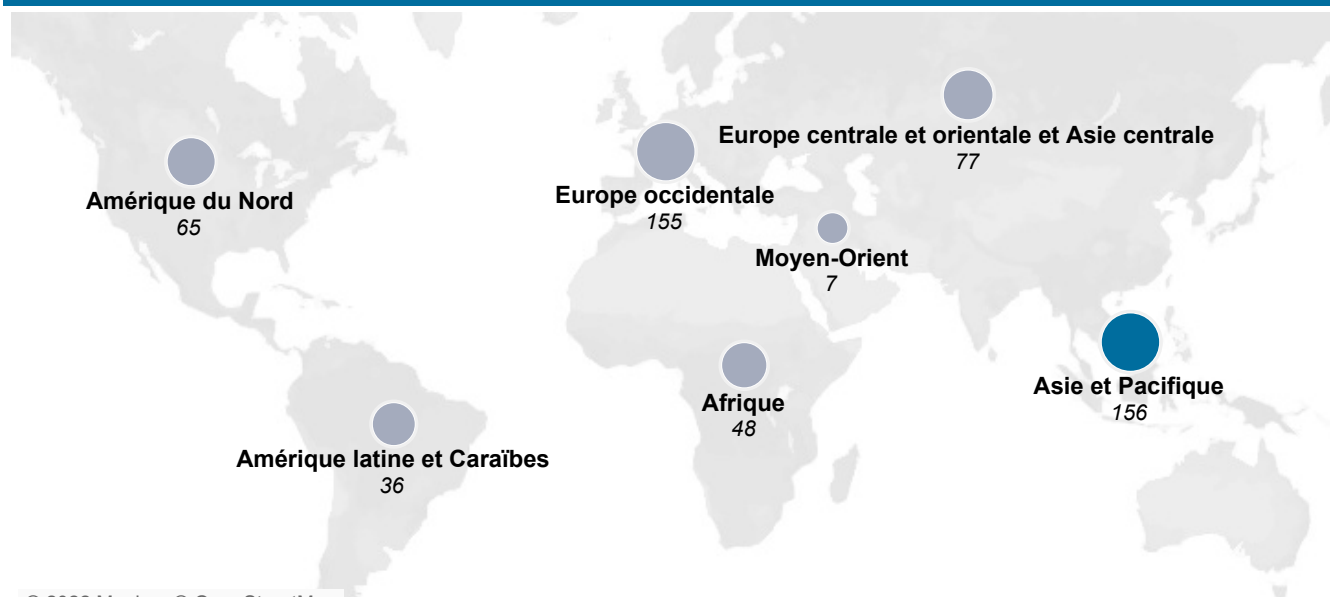 Europe centrale et orientale et Asie centrale
77
Amérique du Nord
65
Europe occidentale
155
Moyen-Orient
7
Asie et Pacifique
156
Afrique
48
Amérique latine et Caraïbes
36